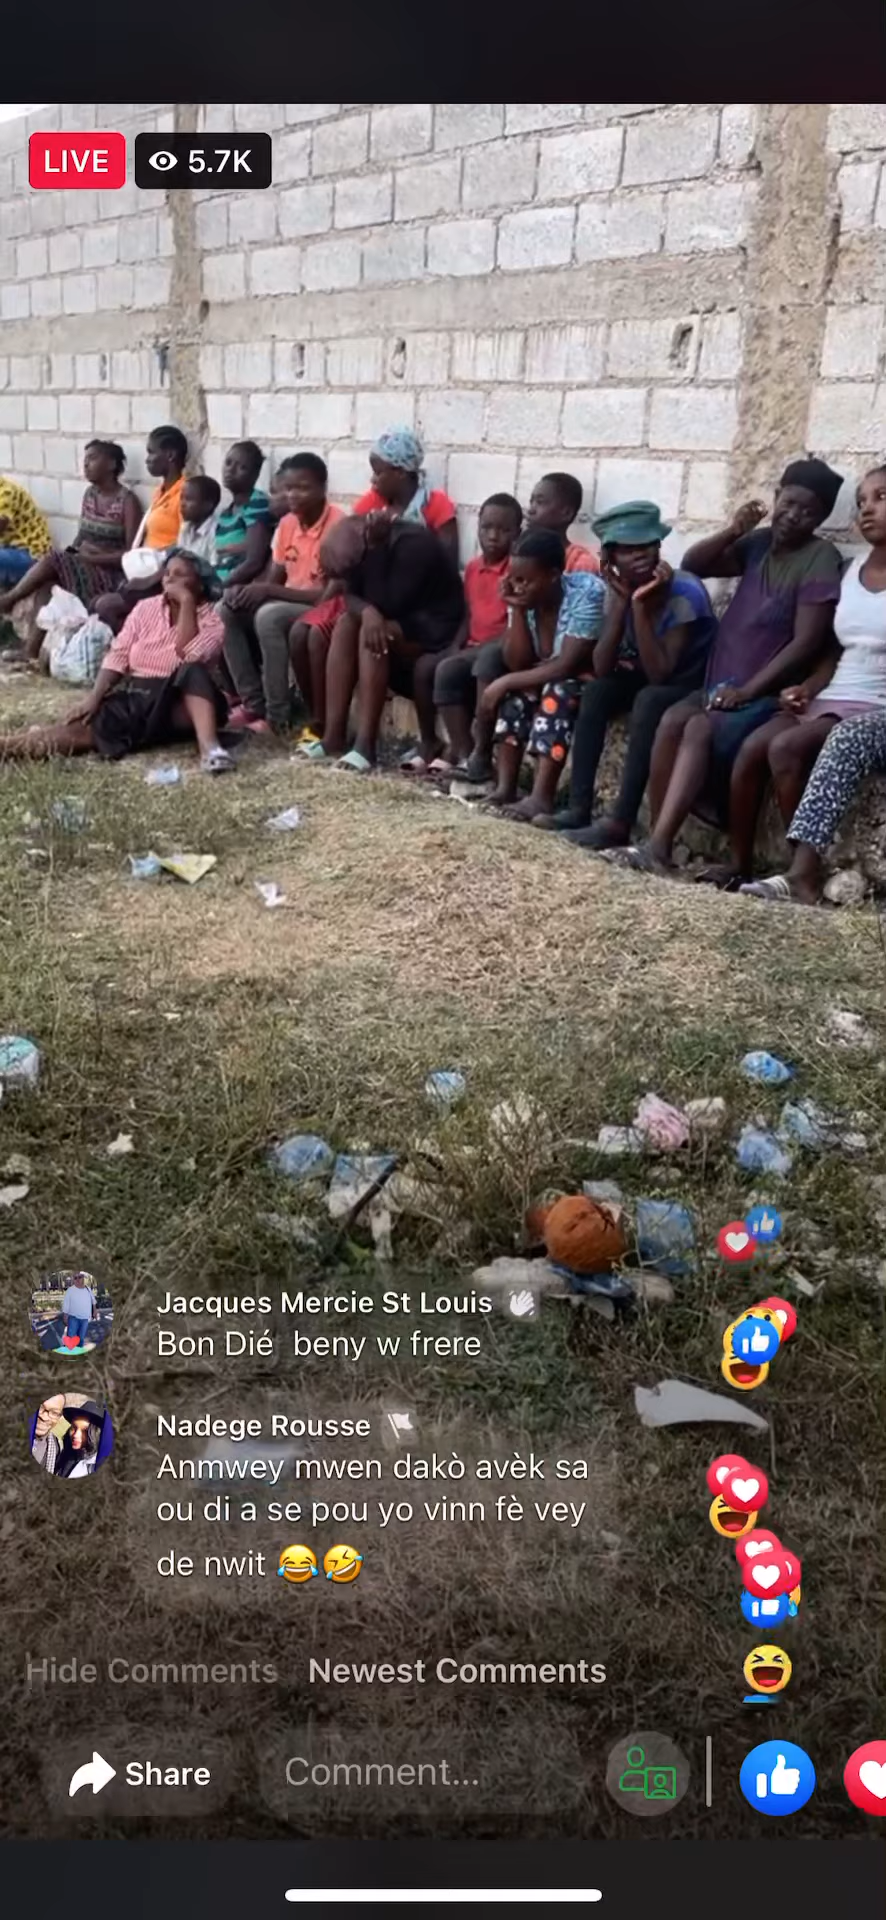 LIVE 5.7K
Jacques Mercie St Louis 👋
Bon Dié beny w frere
Nadege Rousse
Anmwey mwen dakò avèk sa
ou di a se pou yo vinn fè vey
de nwit 😂🤣
Hide Comments Newest Comments
Share Comment...